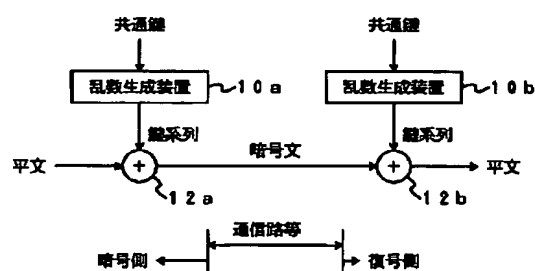 共通鍵 共通鍵
乱数生成装置 10a 乱数生成装置 10b
鍵系列 鍵系列
平文 + 暗号文 + 平文
12a 12b
通信路等
暗号側 復号側